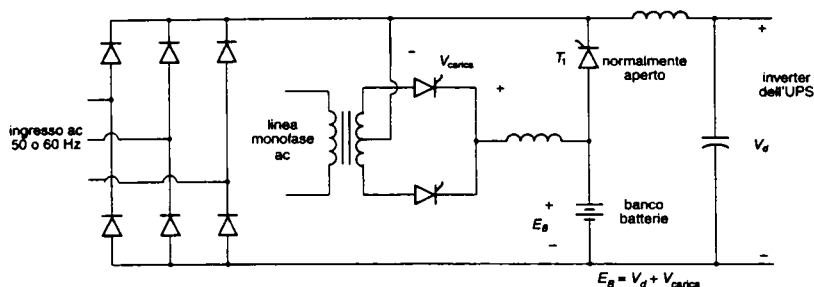 ingresso ac
50 o 60 Hz
linea
monofase
ac
–
V_carica
+
T₁
normalmente
aperto
+
E_B
–
banco
batterie
+
inverter
dell'UPS
V_d
–
E_B = V_d + V_carica